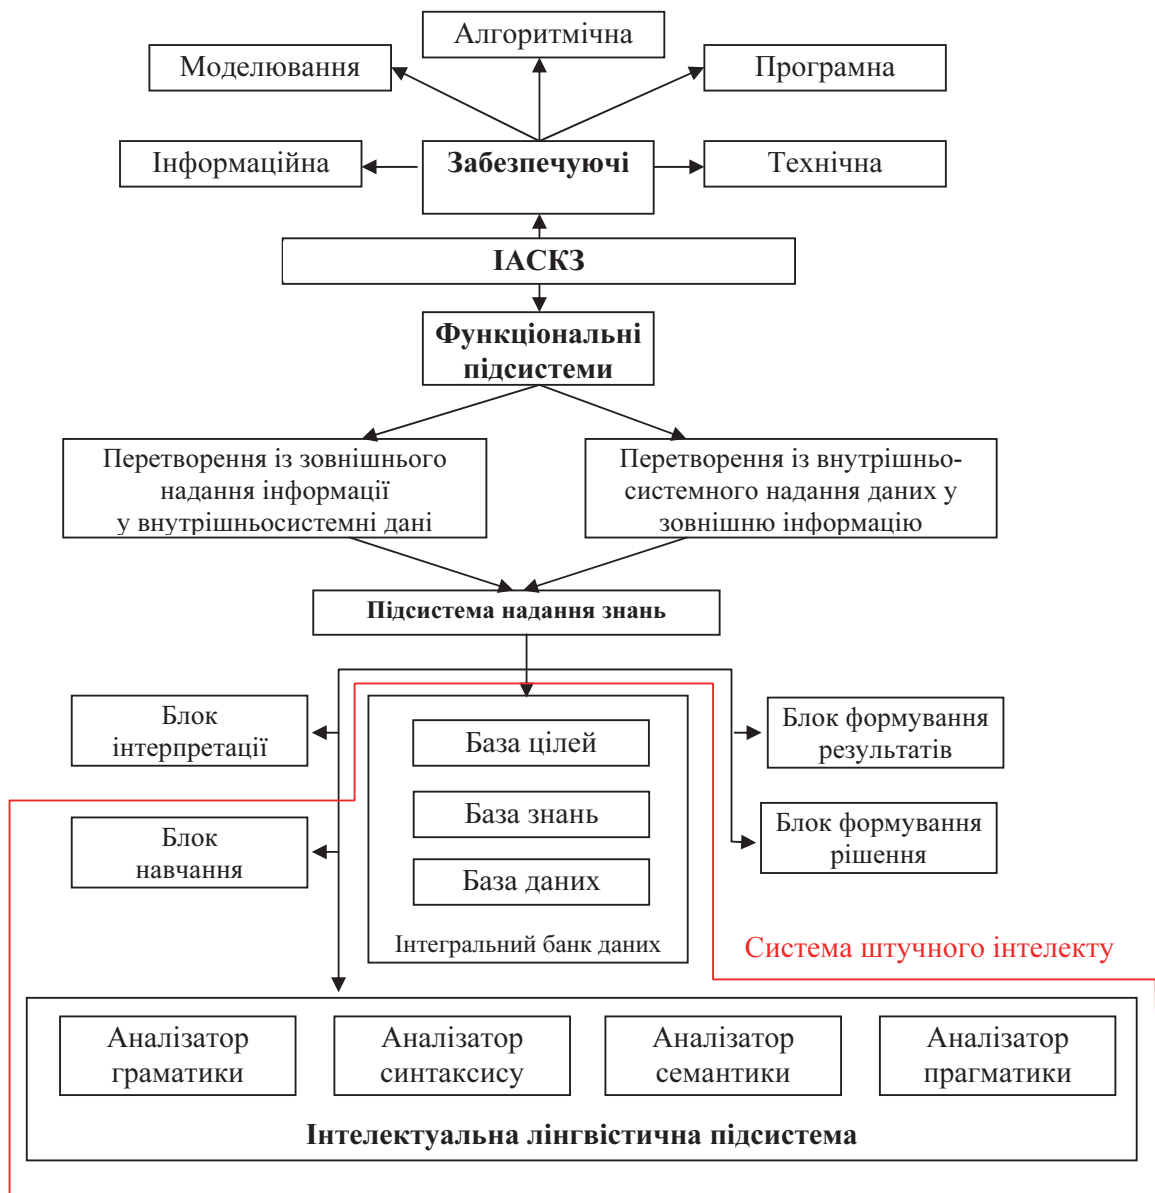 Алгоритмічна
Моделювання
Програмна
Інформаційна
Забезпечуючі
Технічна
ІАСКЗ
Функціональні
підсистеми
Перетворення із зовнішнього
надання інформації
у внутрішньосистемні дані
Перетворення із внутрішньо-
системного надання даних у
зовнішню інформацію
Підсистема надання знань
Блок
інтерпретації
База цілей
Блок формування
результатів
База знань
Блок
навчання
Блок формування
рішення
База даних
Інтегральний банк даних
Система штучного інтелекту
Аналізатор
граматики
Аналізатор
синтаксису
Аналізатор
семантики
Аналізатор
прагматики
Інтелектуальна лінгвістична підсистема